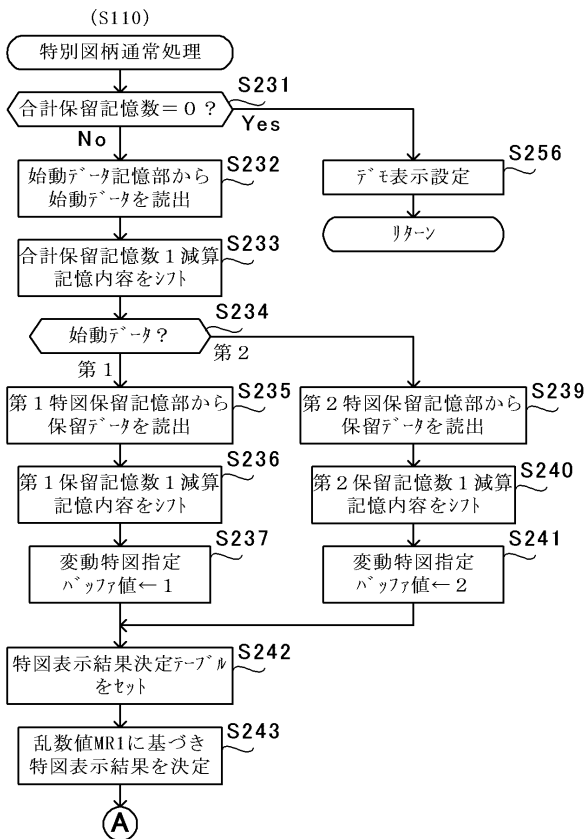 (S110)
特別図柄通常処理
S231
合計保留記憶数=0?
No
Yes
S232
始動ﾃﾞｰﾀ記憶部から
始動ﾃﾞｰﾀを読出
S256
ﾃﾞﾓ表示設定
ﾘﾀｰﾝ
S233
合計保留記憶数1減算
記憶内容をｼﾌﾄ
S234
始動ﾃﾞｰﾀ?
第1
第2
S235
第1特図保留記憶部から
保留ﾃﾞｰﾀを読出
S239
第2特図保留記憶部から
保留ﾃﾞｰﾀを読出
S236
第1保留記憶数1減算
記憶内容をｼﾌﾄ
S240
第2保留記憶数1減算
記憶内容をｼﾌﾄ
S237
変動特図指定
ﾊﾞｯﾌｧ値←1
S241
変動特図指定
ﾊﾞｯﾌｧ値←2
S242
特図表示結果決定ﾃｰﾌﾞﾙ
をｾｯﾄ
S243
乱数値MR1に基づき
特図表示結果を決定
A